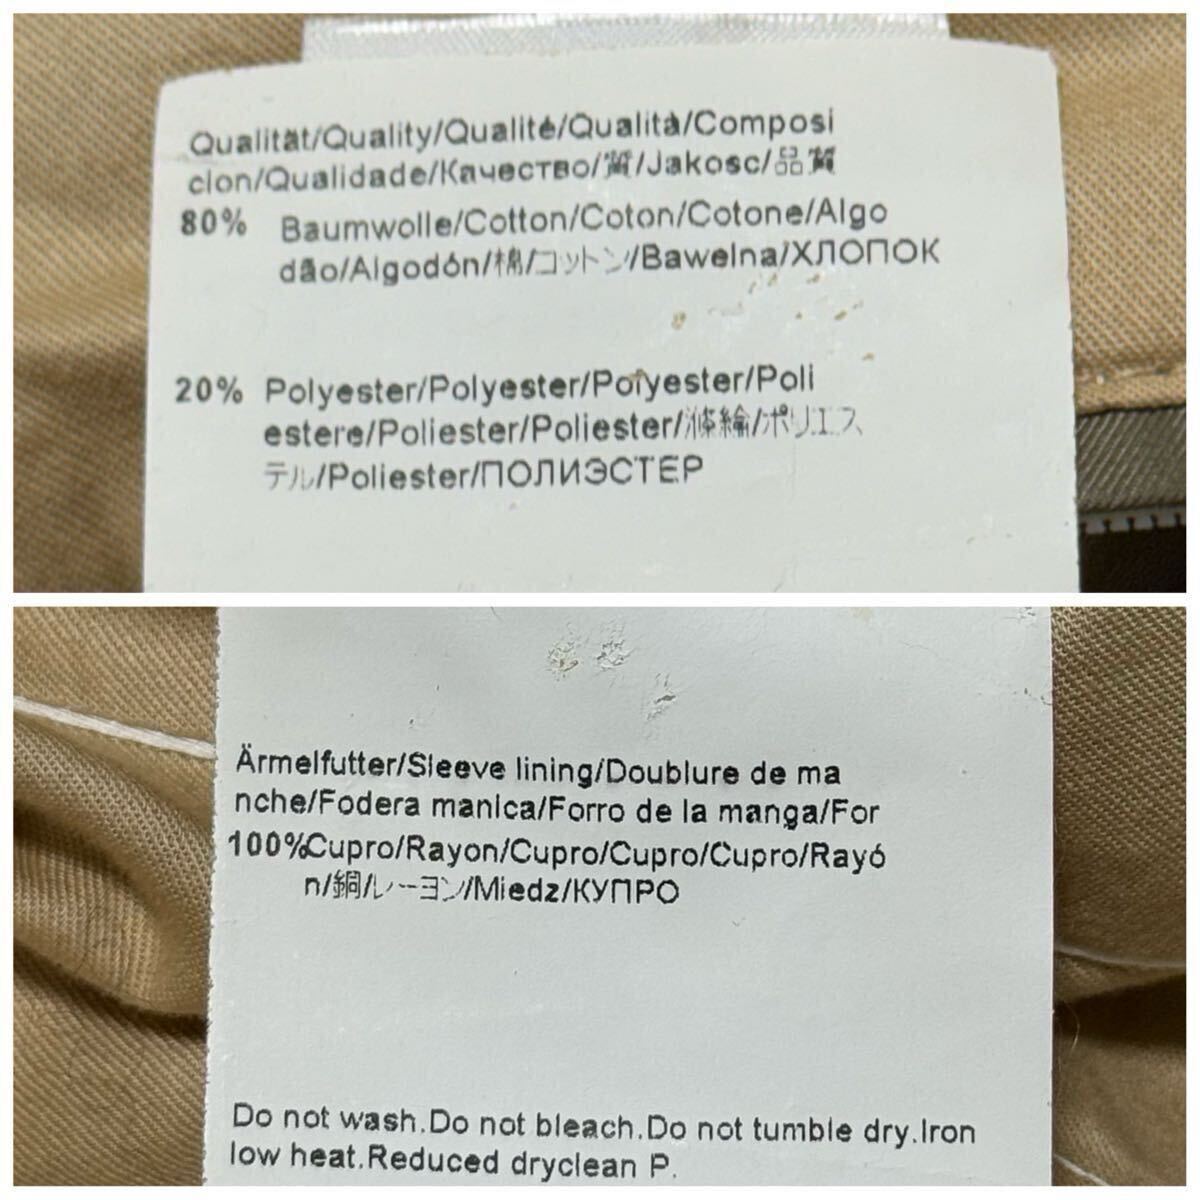 Qualität/Quality/Qualité/Qualità/Composi
cion/Qualidade/Качество/質/Jakosc/品質
80% Baumwolle/Cotton/Coton/Cotone/Algo
dão/Algodón/棉/コットン/Bawelna/ХЛОПОК
20% Polyester/Polyester/Polyester/Poli
estere/Poliester/Poliester/滌綸/ポリエス
テル/Poliester/ПОЛИЭСТЕР
Ärmelfutter/Sleeve lining/Doublure de ma
nche/Fodera manica/Forro de la manga/For
100%Cupro/Rayon/Cupro/Cupro/Cupro/Rayó
n/銅/レーヨン/Miedz/КУПРО
Do not wash.Do not bleach.Do not tumble dry.Iron
low heat.Reduced dryclean P.